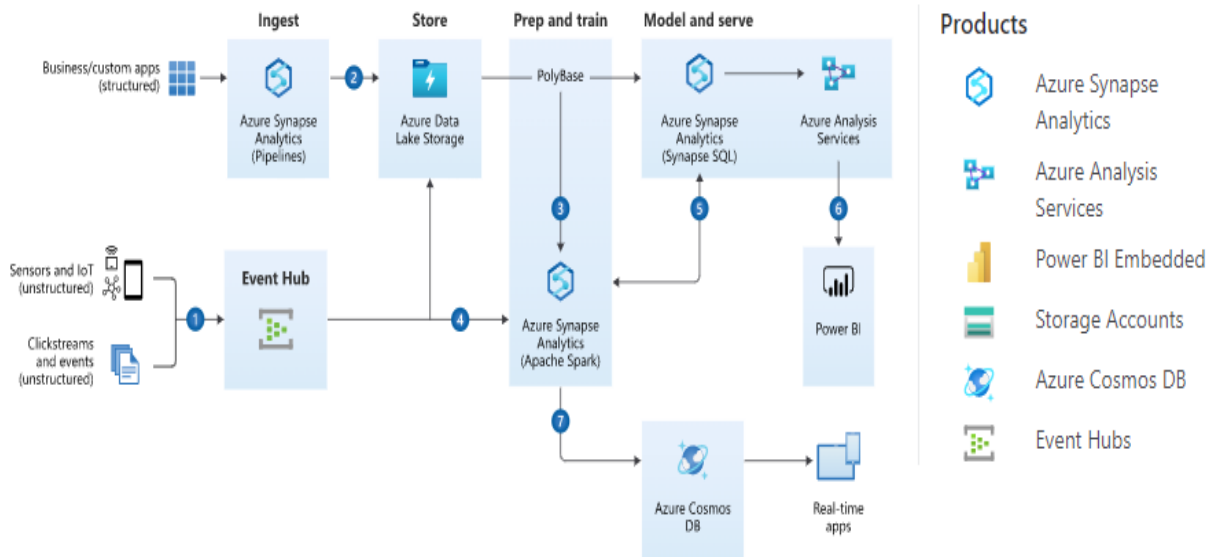 Ingest
Store
Prep and train
Model and serve
Business/custom apps
(structured)
2
PolyBase
Azure Synapse
Analytics
(Pipelines)
Azure Data
Lake Storage
Azure Synapse
Analytics
(Synapse SQL)
Azure Analysis
Services
3
5
6
Sensors and IoT
(unstructured)
Event Hub
1
4
Clickstreams
and events
(unstructured)
Azure Synapse
Analytics
(Apache Spark)
Power BI
7
Azure Cosmos
DB
Real-time
apps
Products
Azure Synapse
Analytics
Azure Analysis
Services
Power BI Embedded
Storage Accounts
Azure Cosmos DB
Event Hubs